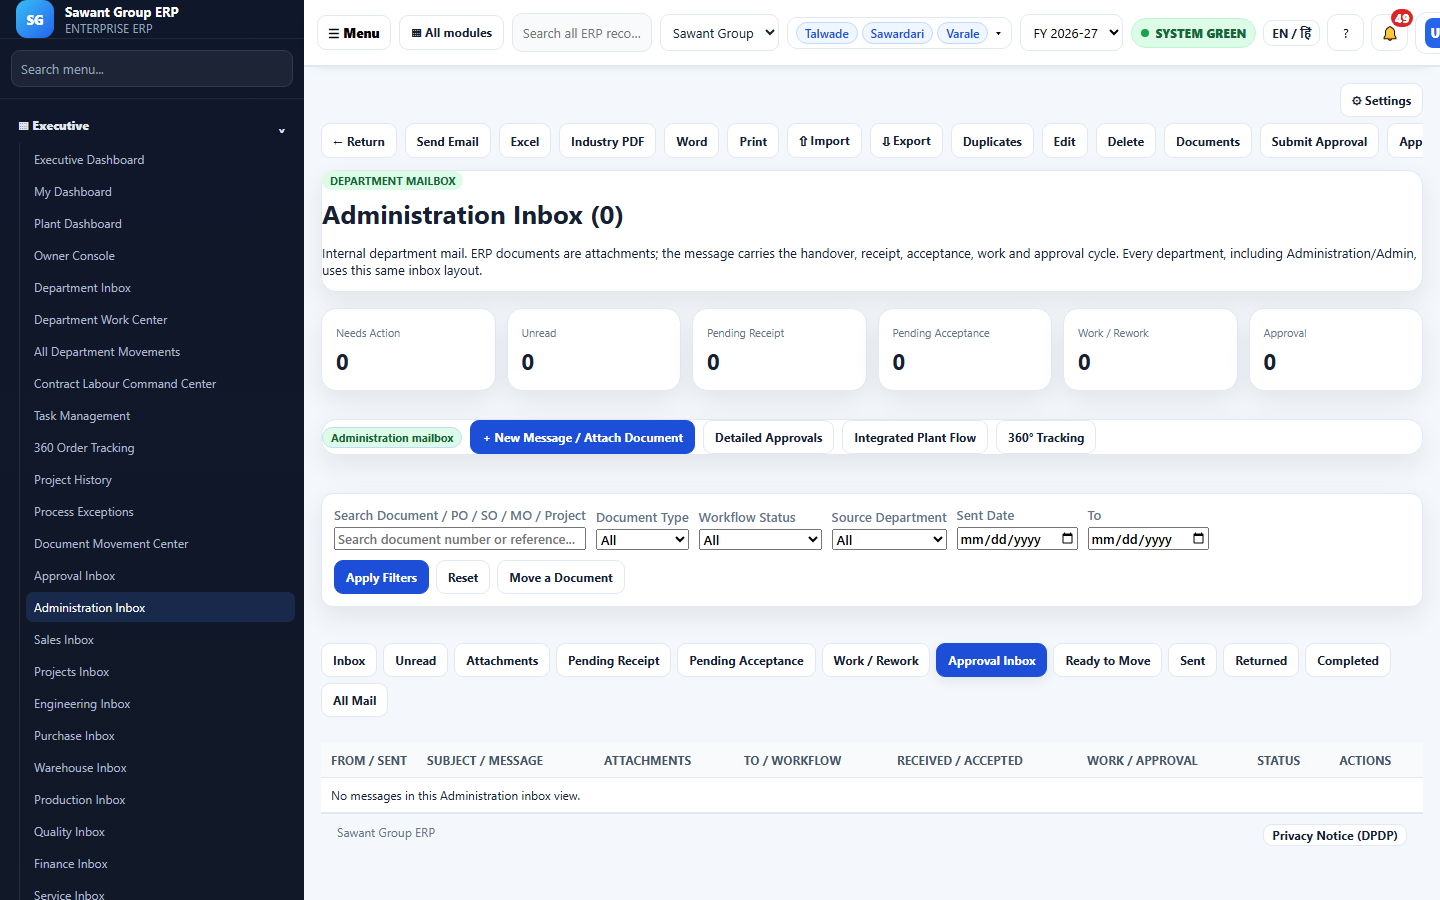 SG
Sawant Group ERP
ENTERPRISE ERP
Search menu...
Executive
Executive Dashboard
My Dashboard
Plant Dashboard
Owner Console
Department Inbox
Department Work Center
All Department Movements
Contract Labour Command Center
Task Management
360 Order Tracking
Project History
Process Exceptions
Document Movement Center
Approval Inbox
Administration Inbox
Sales Inbox
Projects Inbox
Engineering Inbox
Purchase Inbox
Warehouse Inbox
Production Inbox
Quality Inbox
Finance Inbox
Service Inbox
☰ Menu
All modules
Search all ERP reco...
Sawant Group
Talwade
Sawardari
Varale
FY 2026-27
SYSTEM GREEN
EN / हिं
?
49
U
⚙ Settings
← Return
Send Email
Excel
Industry PDF
Word
Print
⇧ Import
⇩ Export
Duplicates
Edit
Delete
Documents
Submit Approval
App
DEPARTMENT MAILBOX
Administration Inbox (0)
Internal department mail. ERP documents are attachments; the message carries the handover, receipt, acceptance, work and approval cycle. Every department, including Administration/Admin,
uses this same inbox layout.
Needs Action
0
Unread
0
Pending Receipt
0
Pending Acceptance
0
Work / Rework
0
Approval
0
Administration mailbox
+ New Message / Attach Document
Detailed Approvals
Integrated Plant Flow
360° Tracking
Search Document / PO / SO / MO / Project
Search document number or reference...
Document Type
All
Workflow Status
All
Source Department
All
Sent Date
mm/dd/yyyy
To
mm/dd/yyyy
Apply Filters
Reset
Move a Document
Inbox
Unread
Attachments
Pending Receipt
Pending Acceptance
Work / Rework
Approval Inbox
Ready to Move
Sent
Returned
Completed
All Mail
FROM / SENT
SUBJECT / MESSAGE
ATTACHMENTS
TO / WORKFLOW
RECEIVED / ACCEPTED
WORK / APPROVAL
STATUS
ACTIONS
No messages in this Administration inbox view.
Sawant Group ERP
Privacy Notice (DPDP)